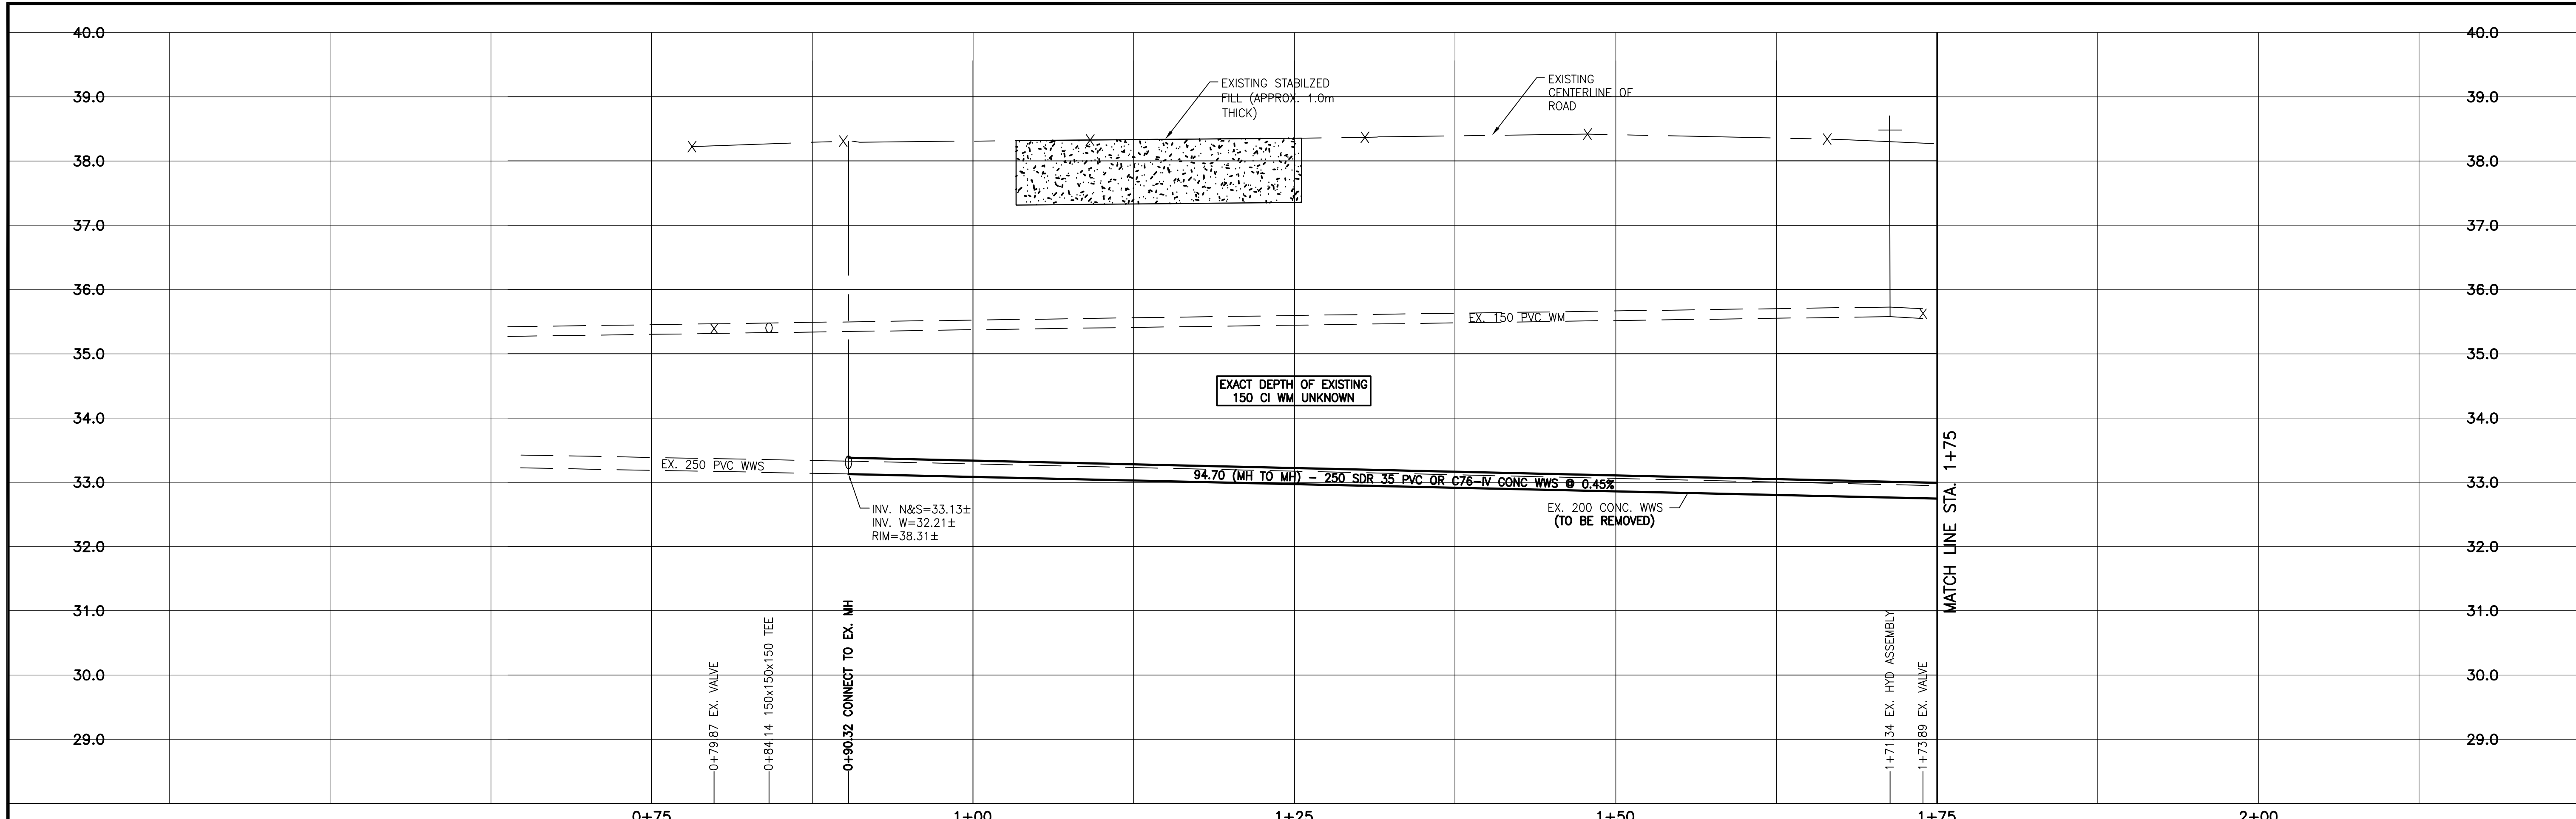 40.0
40.0
39.0
39.0
38.0
38.0
37.0
37.0
36.0
36.0
35.0
35.0
34.0
34.0
33.0
33.0
32.0
32.0
31.0
31.0
30.0
30.0
29.0
29.0
EXISTING STABILZED
FILL (APPROX. 1.0m
THICK)
EXISTING
CENTERLINE OF
ROAD
EX. 150 PVC WM
EXACT DEPTH OF EXISTING
150 CI WM UNKNOWN
EX. 250 PVC WWS
94.70 (MH TO MH) – 250 SDR 35 PVC OR C76–IV CONC WWS @ 0.45%
INV. N&S=33.13±
INV. W=32.21±
RIM=38.31±
EX. 200 CONC. WWS
(TO BE REMOVED)
MATCH LINE STA. 1+75
0+79.87 EX. VALVE
0+84.14 150x150x150 TEE
0+90.32 CONNECT TO EX. MH
1+71.34 EX. HYD ASSEMBLY
1+73.89 EX. VALVE
0+75
1+00
1+25
1+50
1+75
2+00